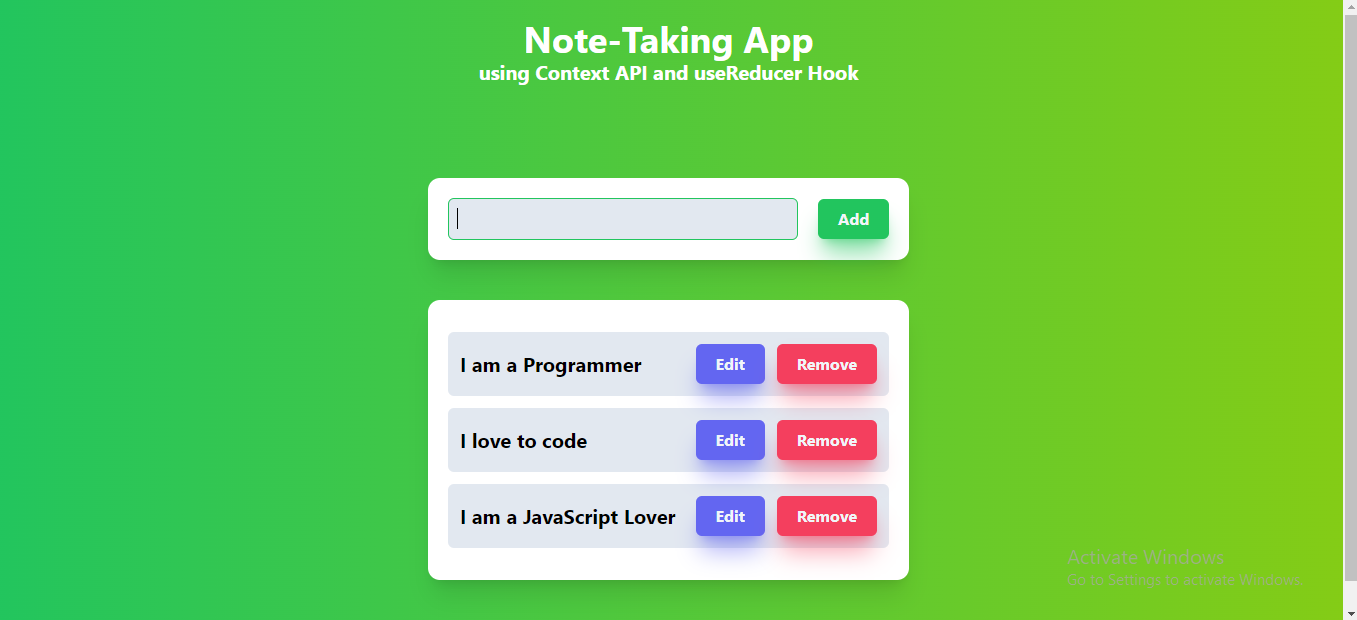 Note-Taking App
using Context API and useReducer Hook
Add
I am a Programmer Edit Remove
I love to code Edit Remove
I am a JavaScript Lover Edit Remove
Activate Windows
Go to Settings to activate Windows.